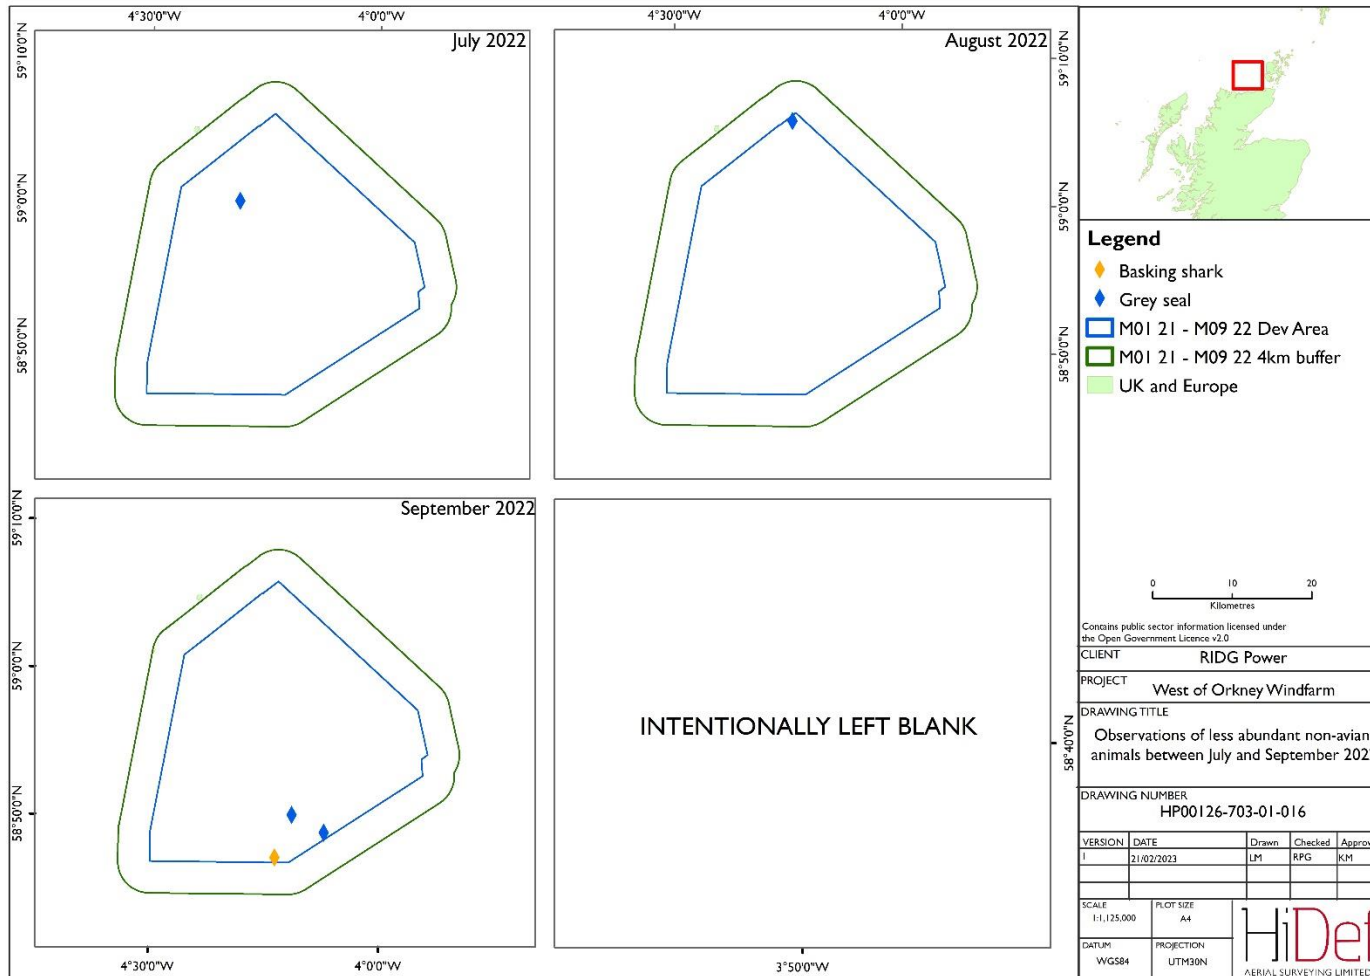 4°30'0"W
4°0'0"W
4°30'0"W
4°0'0"W
July 2022
August 2022
59°10'0"N
59°0'0"N
58°50'0"N
59°10'0"N
59°0'0"N
58°50'0"N
September 2022
59°10'0"N
59°0'0"N
58°50'0"N
INTENTIONALLY LEFT BLANK
58°40'0"N
4°30'0"W
4°0'0"W
3°50'0"W
Legend
Basking shark
Grey seal
M01 21 - M09 22 Dev Area
M01 21 - M09 22 4km buffer
UK and Europe
0 10 20
Kilometres
Contains public sector information licensed under
the Open Government Licence v2.0
CLIENT
RIDG Power
PROJECT
West of Orkney Windfarm
DRAWING TITLE
Observations of less abundant non-avian
animals between July and September 202
DRAWING NUMBER
HP00126-703-01-016
VERSION DATE Drawn Checked Approv
1 21/02/2023 LM RPG KM
SCALE
1:1,125,000
PLOT SIZE
A4
DATUM
WGS84
PROJECTION
UTM30N
HiDef
AERIAL SURVEYING LIMITED